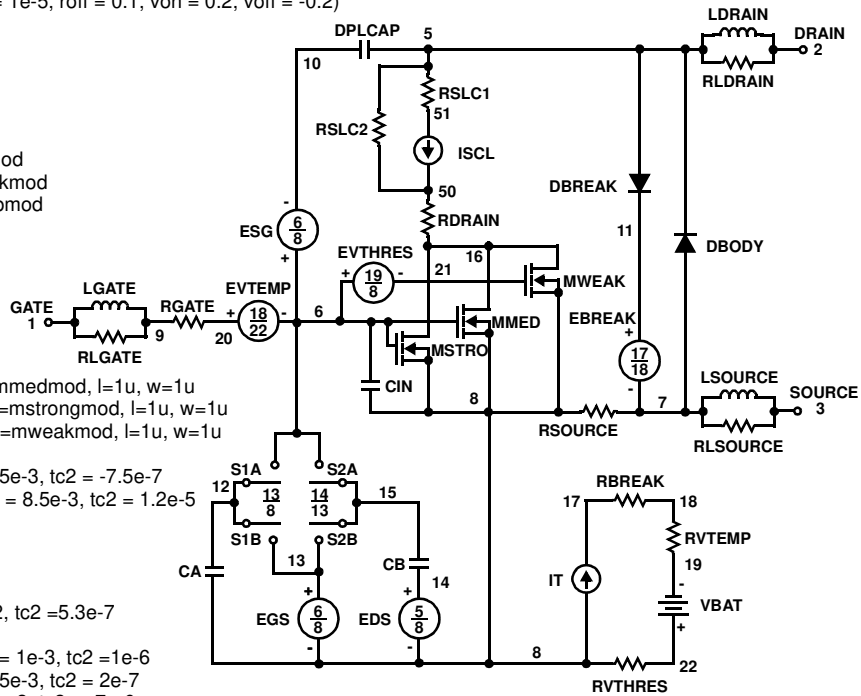 = 1e-5, roff = 0.1, von = 0.2, voff = -0.2)
LDRAIN
DPLCAP 5 DRAIN
10 2
RLDRAIN
RSLC1
51
RSLC2
ISCL
od
kmod
omod
50
DBREAK
RDRAIN
ESG 6/8
11
DBODY
EVTHRES
16
+ 19/8 - 21
MWEAK
LGATE EVTEMP
GATE RGATE + 18/22 - 6
1 9 20
MMED
EBREAK
+
RLGATE
MSTRO
17/18
-
mmedmod, l=1u, w=1u
=mstrongmod, l=1u, w=1u
=mweakmod, l=1u, w=1u
CIN
8
LSOURCE
SOURCE
7 3
RSOURCE
RLSOURCE
5e-3, tc2 = -7.5e-7
= 8.5e-3, tc2 = 1.2e-5
S1A S2A
12 13/8 14/13 15
S1B S2B
RBREAK
17 18
RVTEMP
13
CA CB
19
IT
14
-
VBAT
+
2, tc2 =5.3e-7
+ +
EGS 6/8 EDS 5/8
- -
= 1e-3, tc2 =1e-6
5e-3, tc2 = 2e-7
8
22
RVTHRES